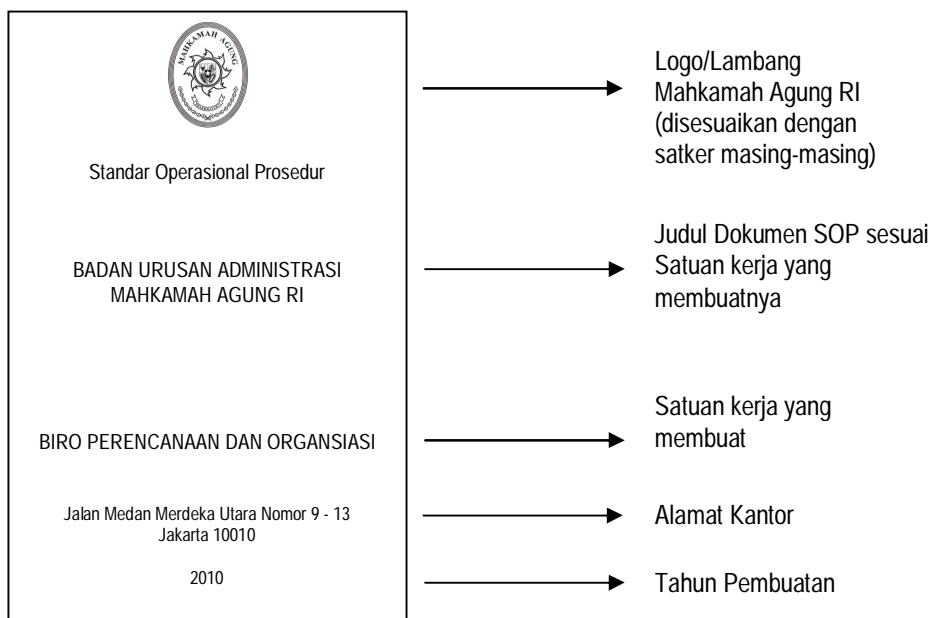 MAHKAMAH AGUNG
Standar Operasional Prosedur
BADAN URUSAN ADMINISTRASI
MAHKAMAH AGUNG RI
BIRO PERENCANAAN DAN ORGANSIASI
Jalan Medan Merdeka Utara Nomor 9 - 13
Jakarta 10010
2010
Logo/Lambang
Mahkamah Agung RI
(disesuaikan dengan
satker masing-masing)
Judul Dokumen SOP sesuai
Satuan kerja yang
membuatnya
Satuan kerja yang
membuat
Alamat Kantor
Tahun Pembuatan